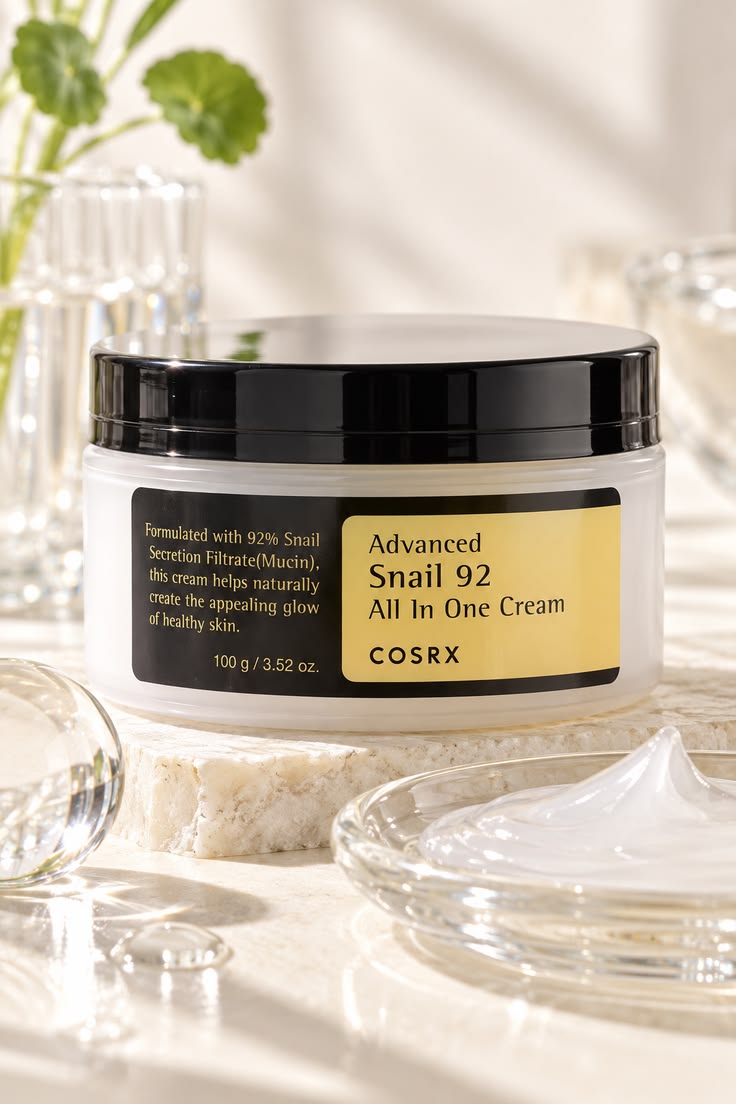 Formulated with 92% Snail
Secretion Filtrate(Mucin),
this cream helps naturally
create the appealing glow
of healthy skin.
100 g / 3.52 oz.
Advanced
Snail 92
All In One Cream
COSRX